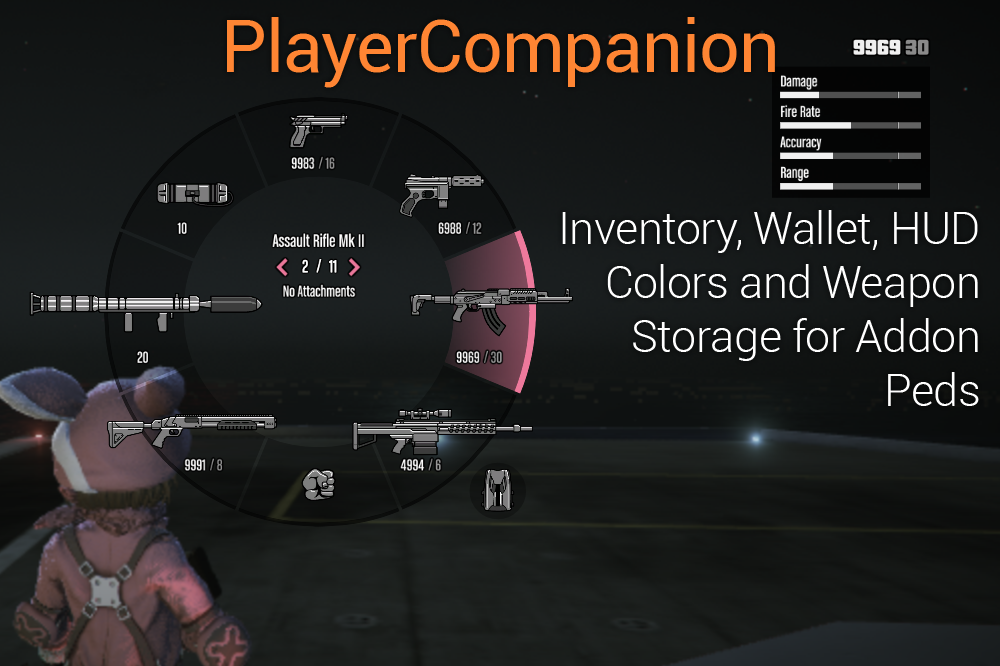 PlayerCompanion
9969 30
Damage
Fire Rate
Accuracy
Range
9983 / 16
10
6988 / 12
Assault Rifle Mk II
2 / 11
No Attachments
Inventory, Wallet, HUD
Colors and Weapon
Storage for Addon
Peds
20
9969 / 30
9991 / 8
4994 / 6